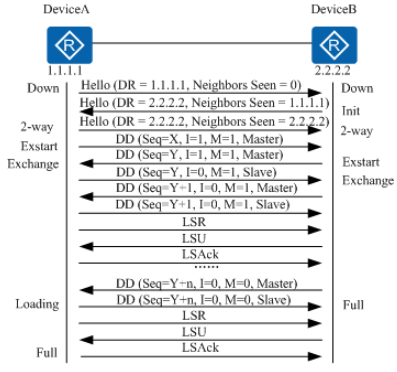 DeviceA DeviceB
R R
1.1.1.1 2.2.2.2
Down Hello (DR = 1.1.1.1, Neighbors Seen = 0) Down
Hello (DR = 2.2.2.2, Neighbors Seen = 1.1.1.1) Init
Hello (DR = 2.2.2.2, Neighbors Seen = 2.2.2.2)
2-way 2-way
DD (Seq=X, I=1, M=1, Master)
Exstart
DD (Seq=Y, I=1, M=1, Master)
Exchange Exstart
DD (Seq=Y, I=0, M=1, Slave)
Exchange
DD (Seq=Y+1, I=0, M=1, Master)
DD (Seq=Y+1, I=0, M=1, Slave)
LSR
LSU
LSAck
......
DD (Seq=Y+n, I=0, M=0, Master)
Loading DD (Seq=Y+n, I=0, M=0, Slave) Full
LSR
LSU
Full LSAck